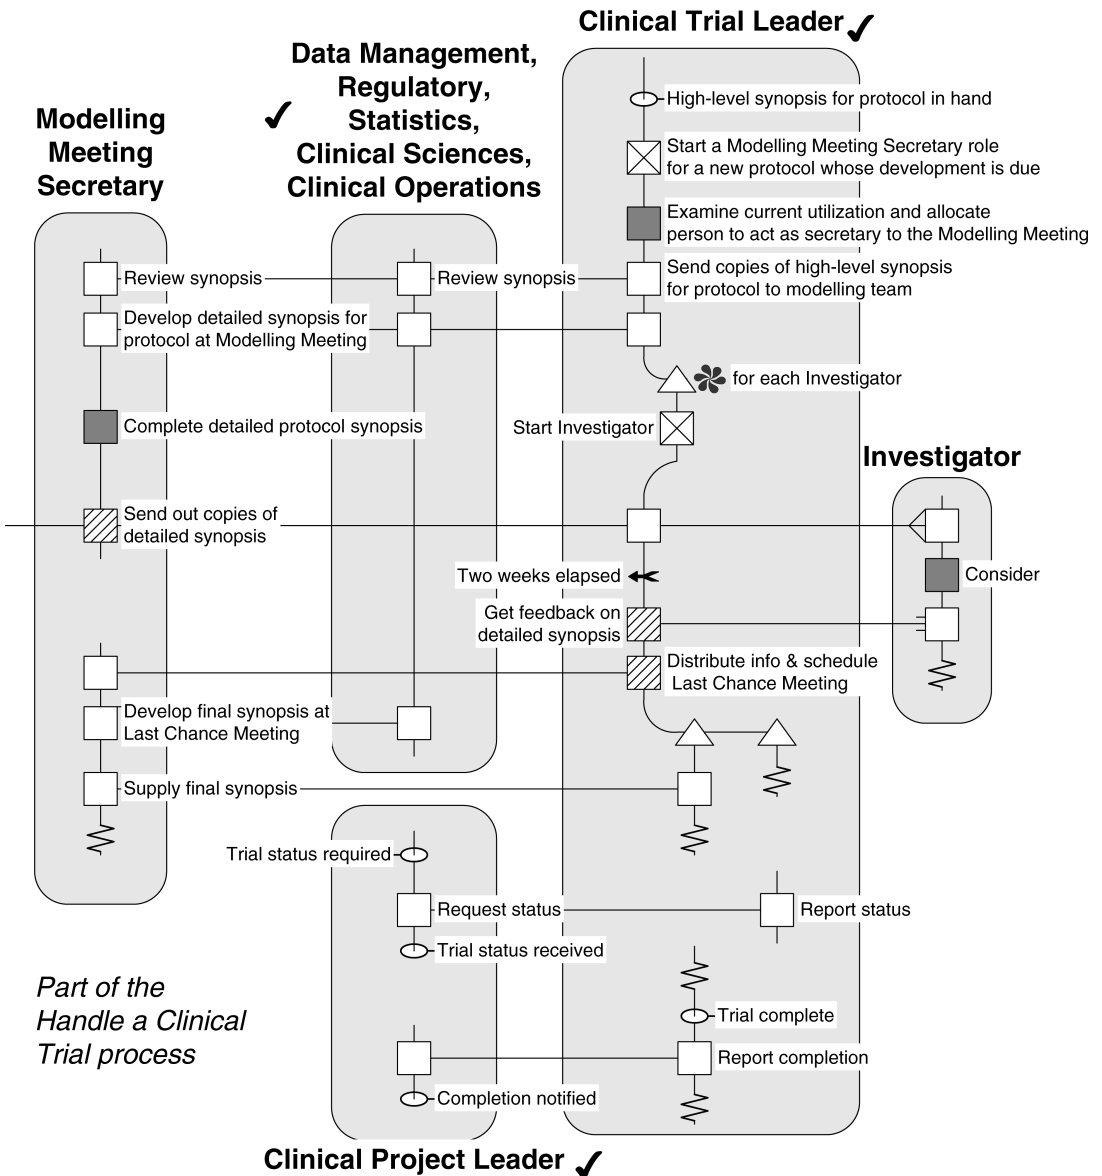 Clinical Trial Leader
Data Management,
Regulatory,
Statistics,
Clinical Sciences,
Clinical Operations
Modelling
Meeting
Secretary
High-level synopsis for protocol in hand
Start a Modelling Meeting Secretary role
for a new protocol whose development is due
Examine current utilization and allocate
person to act as secretary to the Modelling Meeting
Review synopsis
Review synopsis
Send copies of high-level synopsis
for protocol to modelling team
Develop detailed synopsis for
protocol at Modelling Meeting
for each Investigator
Complete detailed protocol synopsis
Start Investigator
Investigator
Send out copies of
detailed synopsis
Two weeks elapsed
Consider
Get feedback on
detailed synopsis
Distribute info & schedule
Last Chance Meeting
Develop final synopsis at
Last Chance Meeting
Supply final synopsis
Trial status required
Request status
Report status
Trial status received
Part of the
Handle a Clinical
Trial process
Trial complete
Report completion
Completion notified
Clinical Project Leader